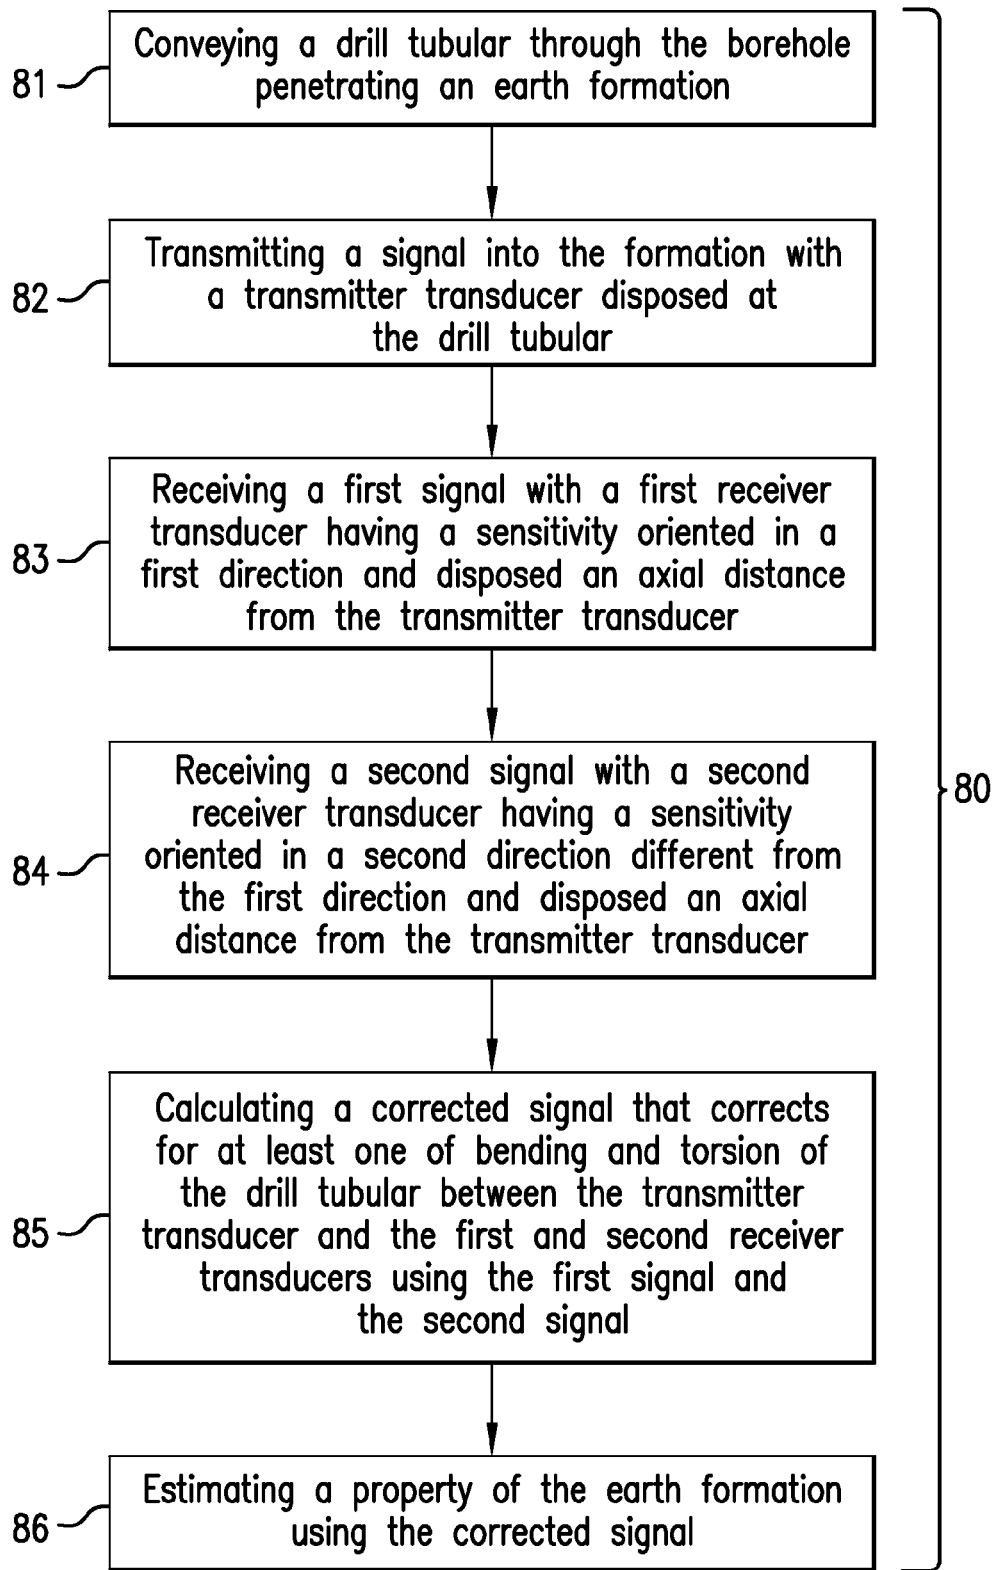 81
Conveying a drill tubular through the borehole
penetrating an earth formation
82
Transmitting a signal into the formation with
a transmitter transducer disposed at
the drill tubular
83
Receiving a first signal with a first receiver
transducer having a sensitivity oriented in a
first direction and disposed an axial distance
from the transmitter transducer
84
Receiving a second signal with a second
receiver transducer having a sensitivity
oriented in a second direction different from
the first direction and disposed an axial
distance from the transmitter transducer
80
85
Calculating a corrected signal that corrects
for at least one of bending and torsion of
the drill tubular between the transmitter
transducer and the first and second receiver
transducers using the first signal and
the second signal
86
Estimating a property of the earth formation
using the corrected signal